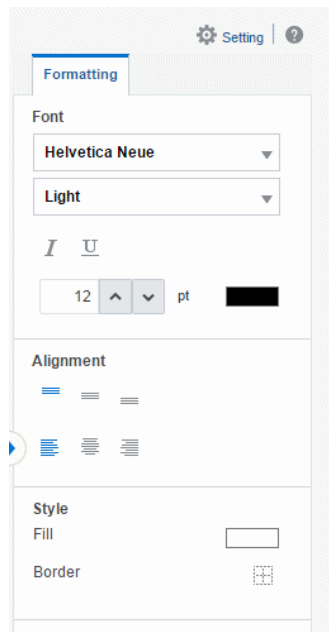 Setting
Formatting
Font
Helvetica Neue
Light
I U
12 pt
Alignment
Style
Fill
Border